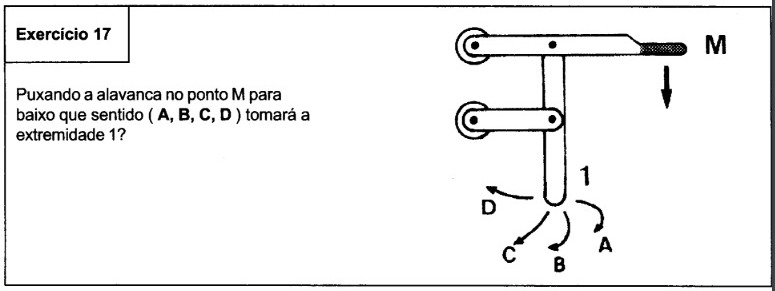 Exercício 17
Puxando a alavanca no ponto M para
baixo que sentido ( A, B, C, D ) tomará a
extremidade 1?
M
1
D
C
B
A